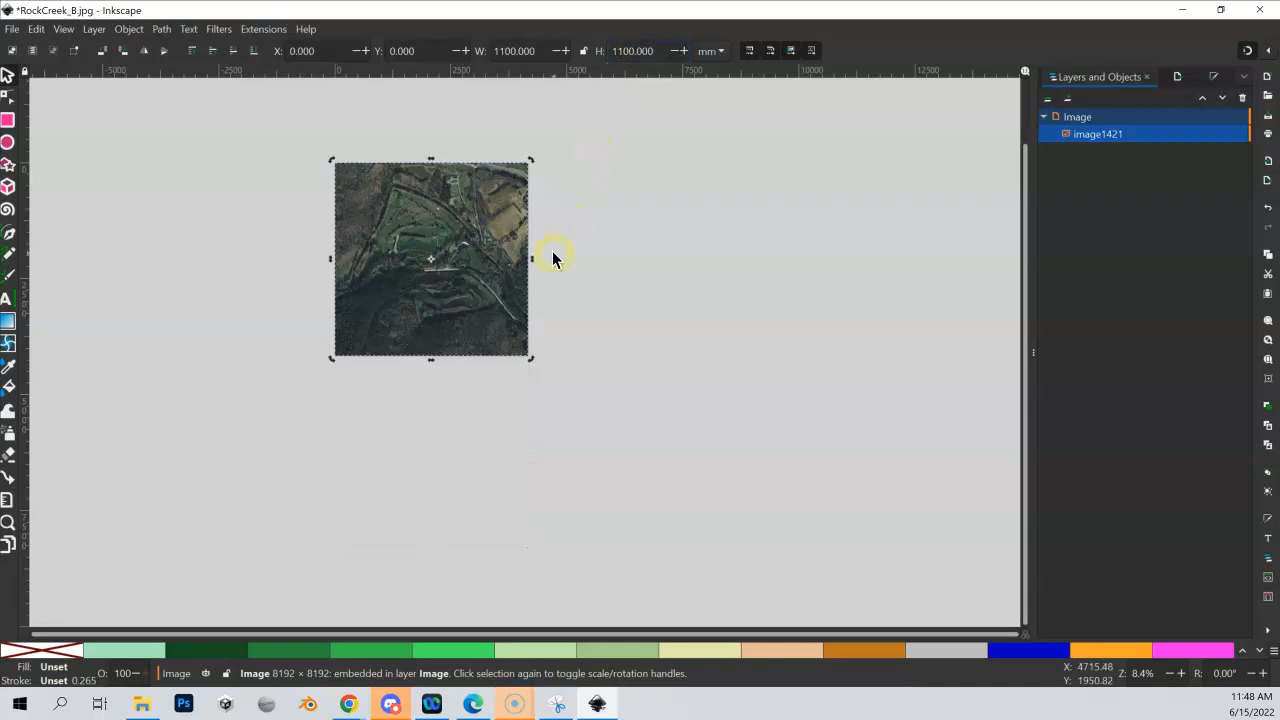 *RockCreek_B.jpg - Inkscape
File Edit View Layer Object Path Text Filters Extensions Help
X: 0.000 Y: 0.000 W: 1100.000 H: 1100.000 mm
-5000 -2500 0 2500 5000 7500 10000 12500
Layers and Objects
Image
image1421
Fill: Unset
Stroke: Unset 0.265 O: 100 Image Image 8192 × 8192: embedded in layer Image. Click selection again to toggle scale/rotation handles.
X: 4715.48
Y: 1950.82
Z: 8.4% R: 0.00°
11:48 AM
6/15/2022